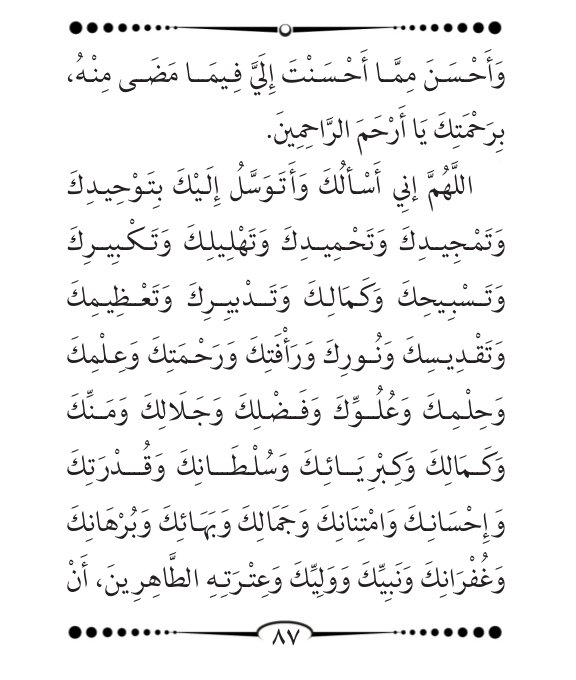 وَأَحْسَنَ مِمَّا أَحْسَنْتَ إِلَيَّ فِيمَا مَضَى مِنْهُ،
بِرَحْمَتِكَ يَا أَرْحَمَ الرَّاحِمِينَ.
اللَّهُمَّ إنِي أَسْأَلُكَ وَأَتَوَسَّلُ إِلَيْكَ بِتَوْحِيدِكَ
وَتَمْجِيدِكَ وَتَحْمِيدِكَ وَتَهْلِيلِكَ وَتَكْبِيرِكَ
وَتَسْبِيحِكَ وَكَمَالِكَ وَتَدْبِيرِكَ وَتَعْظِيمِكَ
وَتَقْدِيسِكَ وَنُورِكَ وَرَأْفَتِكَ وَرَحْمَتِكَ وَعِلْمِكَ
وَحِلْمِكَ وَعُلُوِّكَ وَفَضْلِكَ وَجَلَالِكَ وَمَنِّكَ
وَكَمَالِكَ وَكِبْرِيَائِكَ وَسُلْطَانِكَ وَقُدْرَتِكَ
وَإِحْسَانِكَ وَامْتِنَانِكَ وَجَمَالِكَ وَبَهَائِكَ وَبُرْهَانِكَ
وَغُفْرَانِكَ وَنَبِيِّكَ وَوَلِيِّكَ وَعِتْرَتِهِ الطَّاهِرِينَ، أَنْ
٨٧